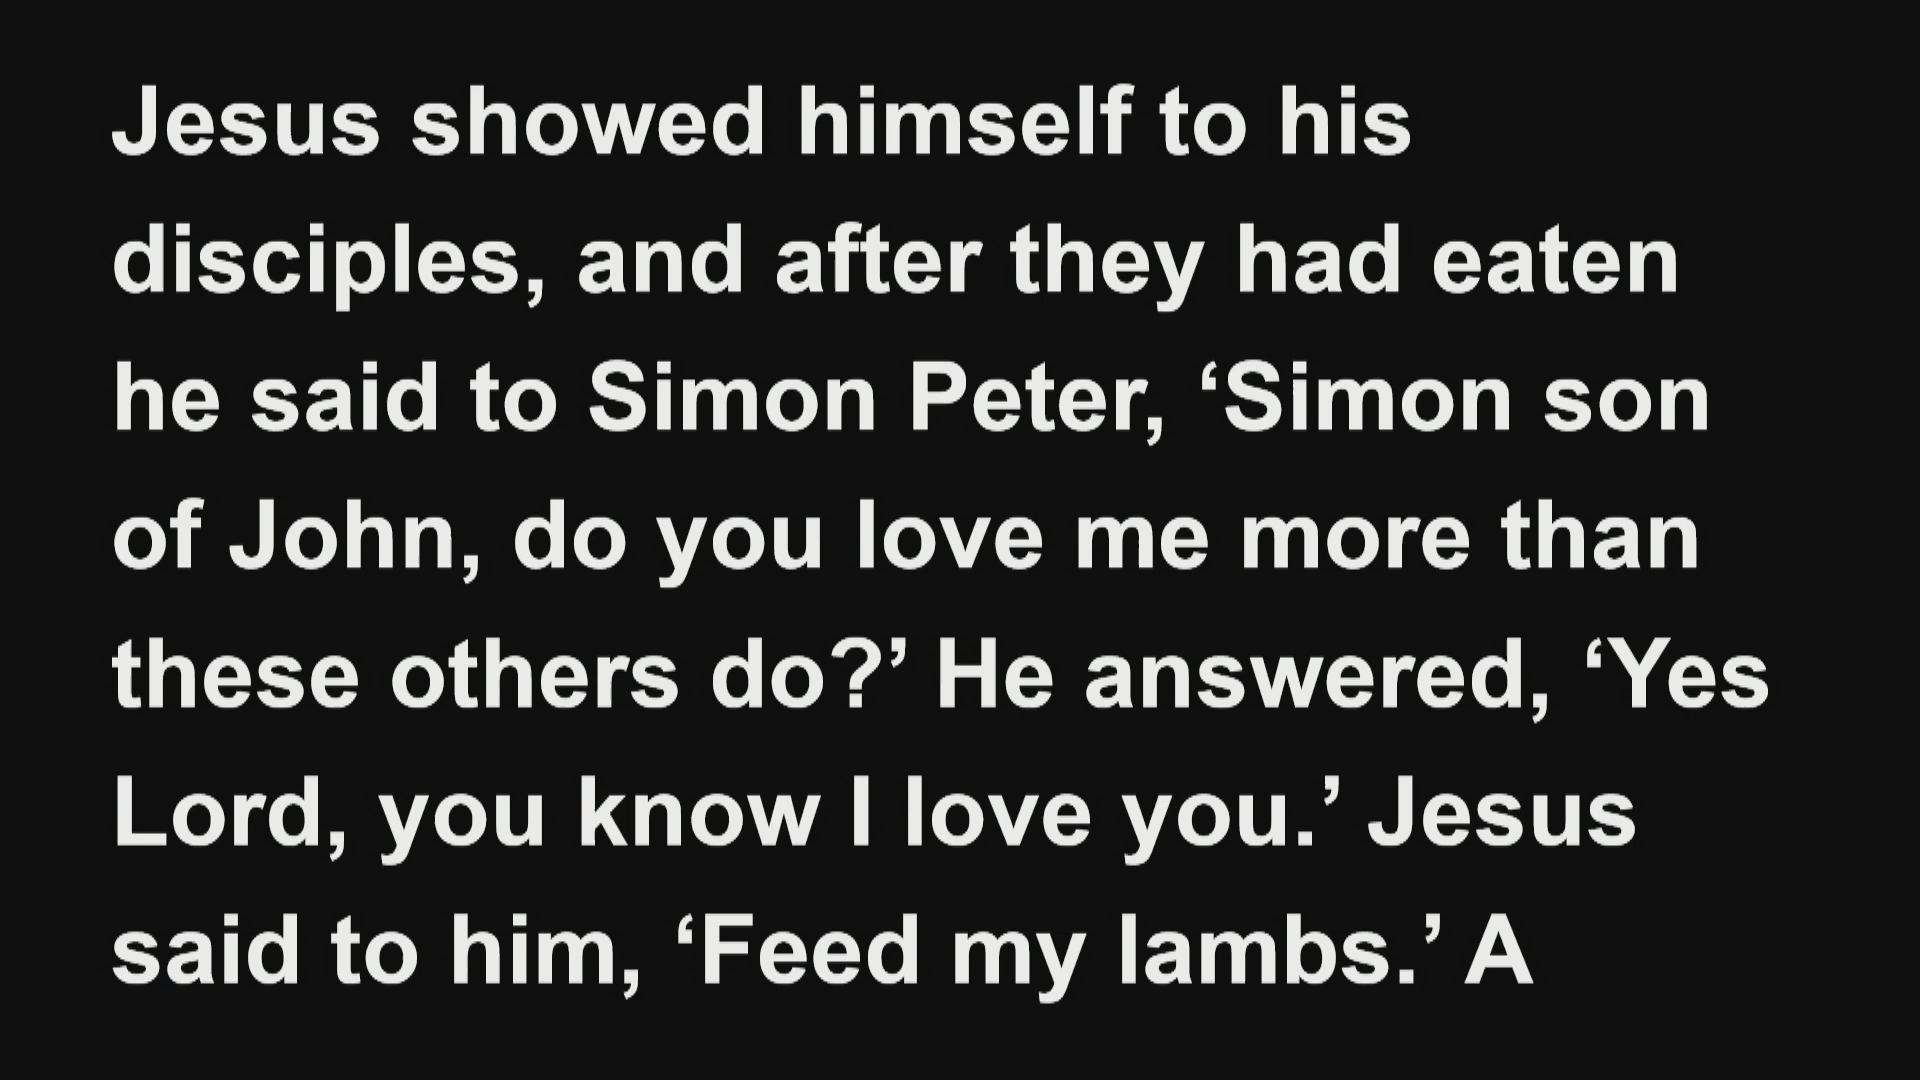 Jesus showed himself to his
disciples, and after they had eaten
he said to Simon Peter, ‘Simon son
of John, do you love me more than
these others do?’ He answered, ‘Yes
Lord, you know I love you.’ Jesus
said to him, ‘Feed my lambs.’ A